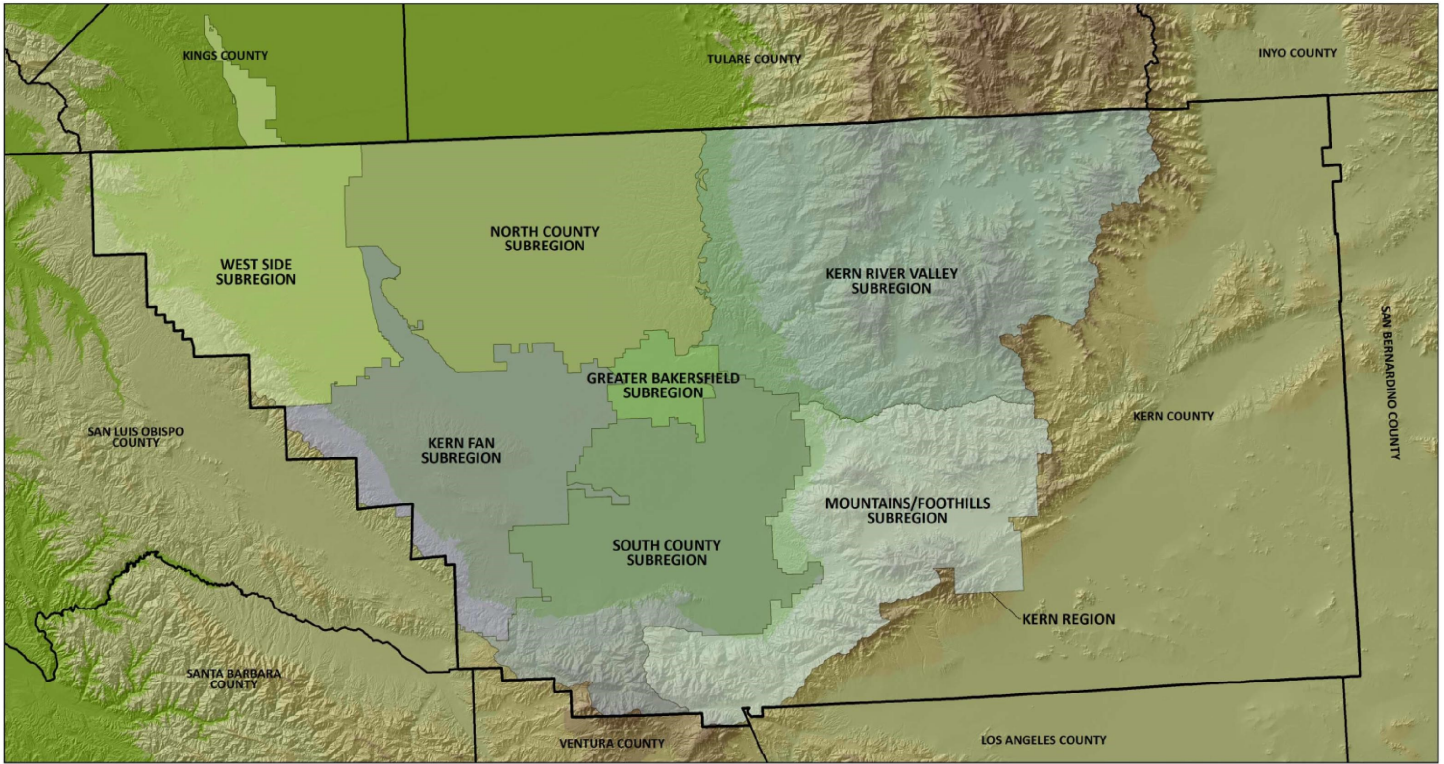 KINGS COUNTY
TULARE COUNTY
INYO COUNTY
NORTH COUNTY
SUBREGION
WEST SIDE
SUBREGION
KERN RIVER VALLEY
SUBREGION
SAN BERNARDINO COUNTY
GREATER BAKERSFIELD
SUBREGION
KERN COUNTY
SAN LUIS OBISPO
COUNTY
KERN FAN
SUBREGION
MOUNTAINS/FOOTHILLS
SUBREGION
SOUTH COUNTY
SUBREGION
KERN REGION
SANTA BARBARA
COUNTY
VENTURA COUNTY
LOS ANGELES COUNTY